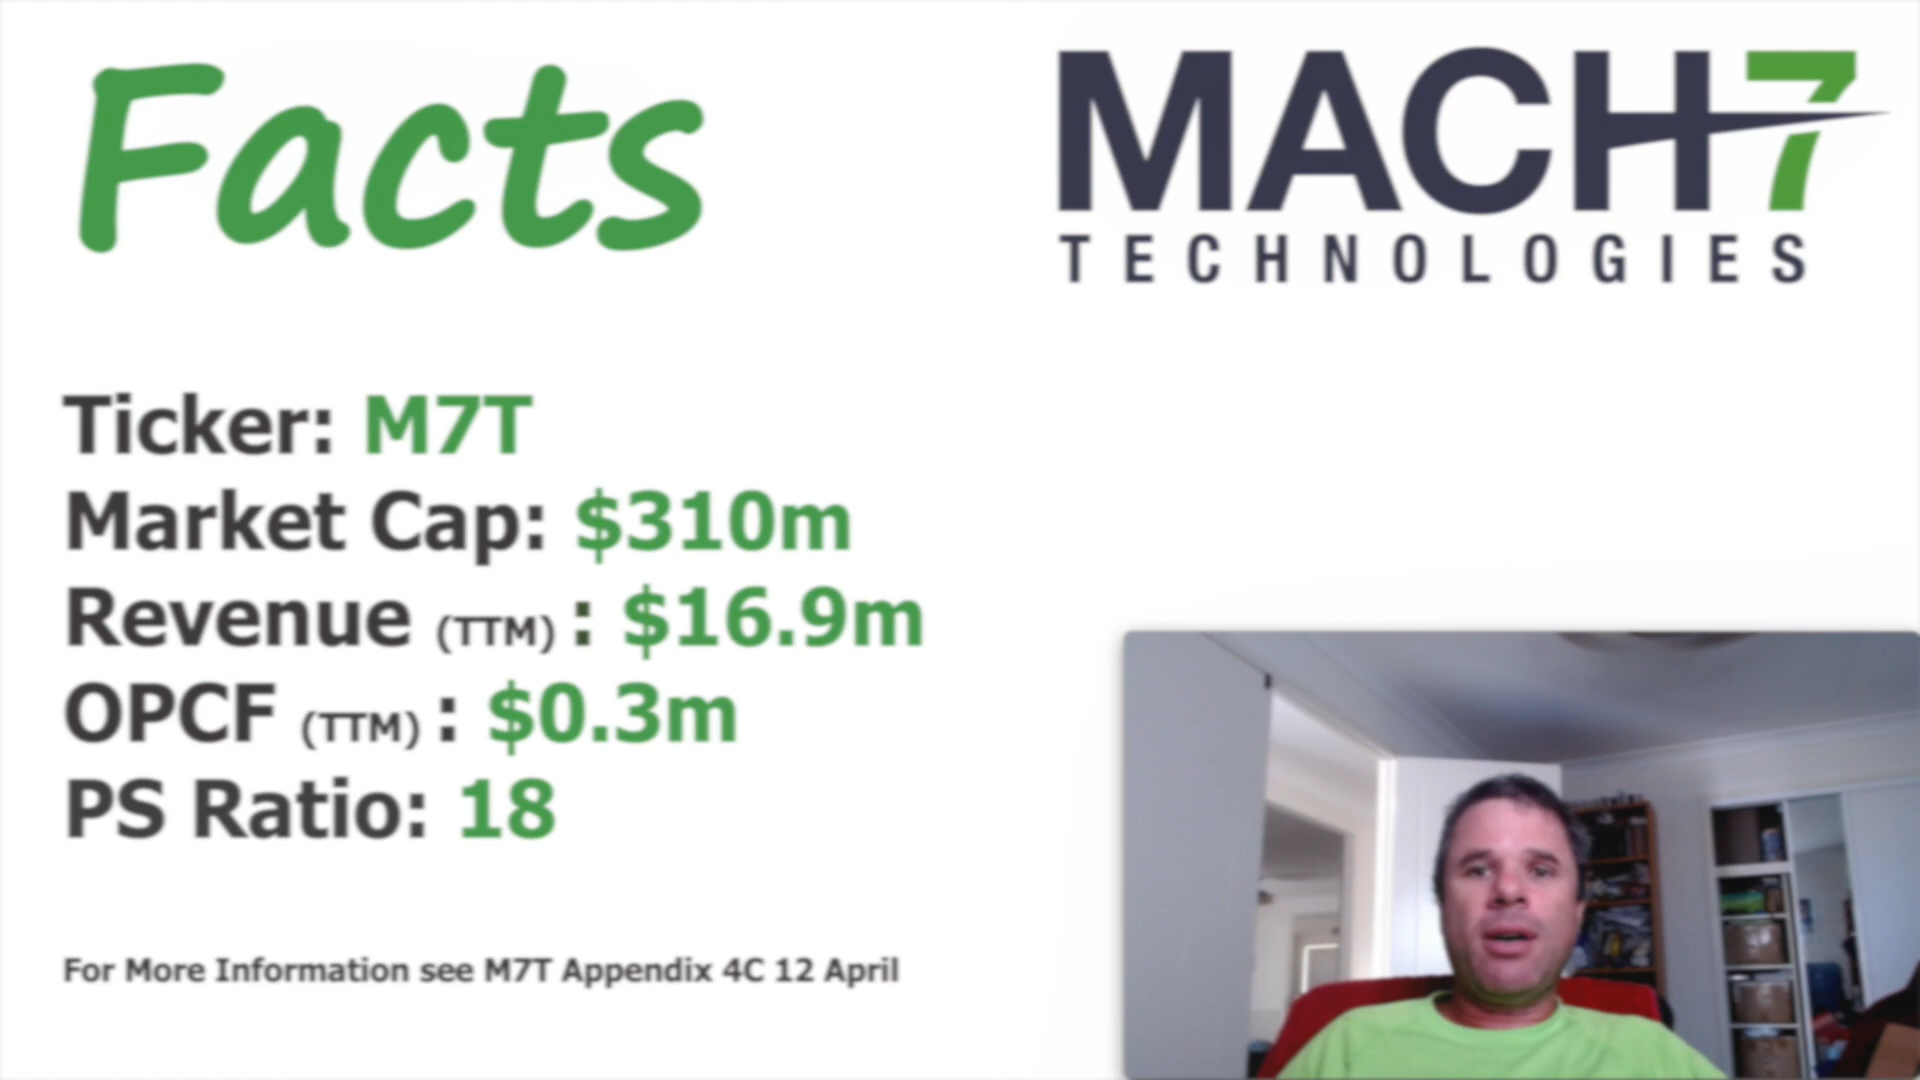 Facts
MACH7
TECHNOLOGIES
Ticker: M7T
Market Cap: $310m
Revenue (TTM) : $16.9m
OPCF (TTM) : $0.3m
PS Ratio: 18
For More Information see M7T Appendix 4C 12 April